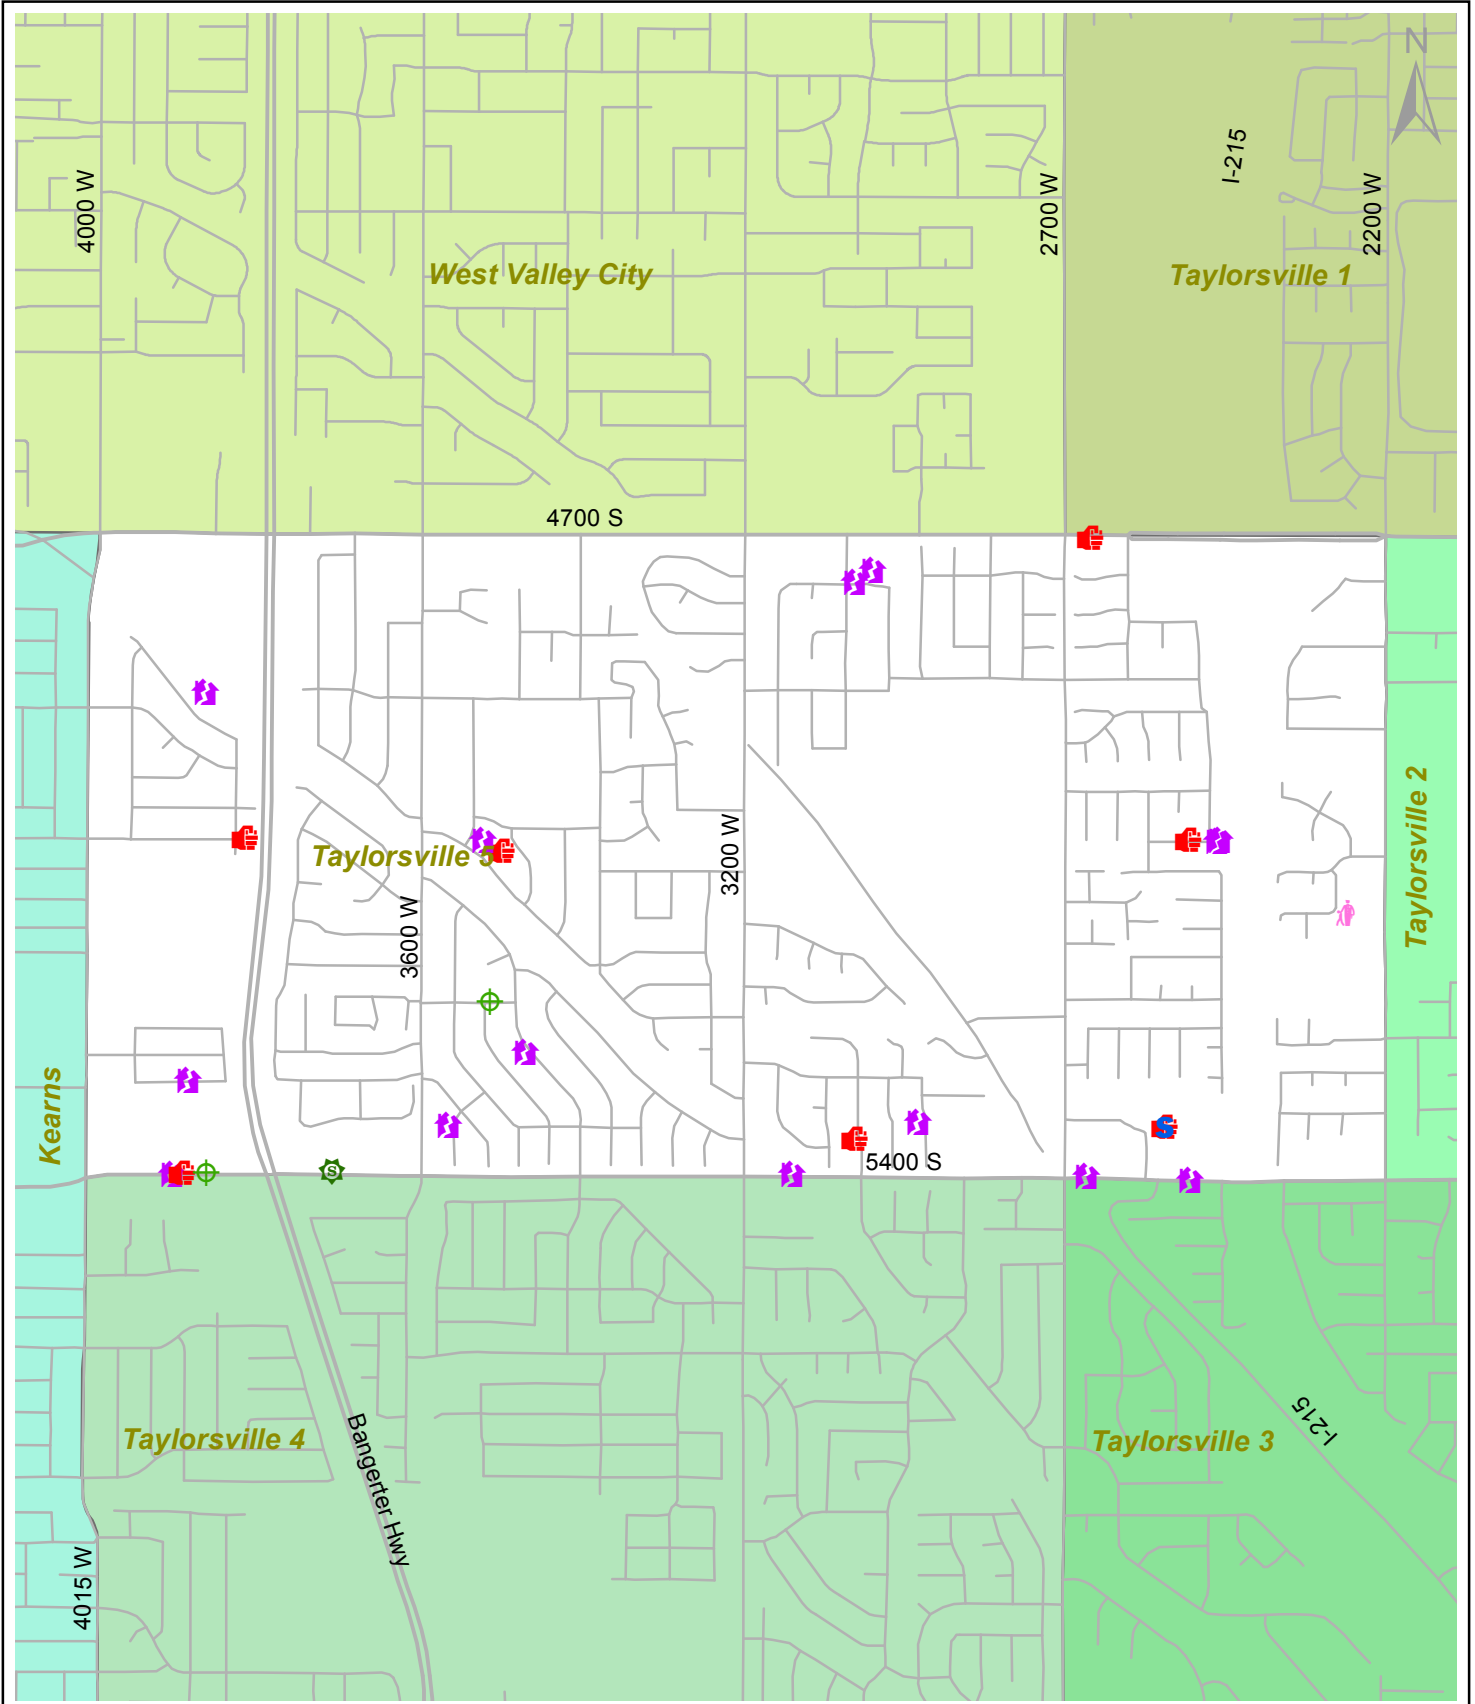 N
I-215
4000 W
2700 W
2200 W
West Valley City
Taylorsville 1
4700 S
Taylorsville 2
3200 W
Taylorsville 5
3600 W
Kearns
S
S
5400 S
Taylorsville 4
Bangerter Hwy
I-215
Taylorsville 3
4015 W